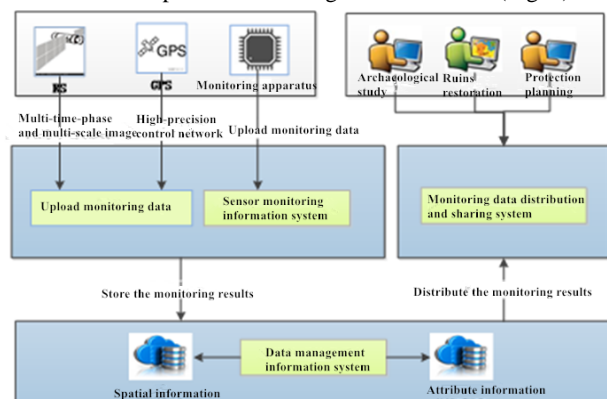 GPS
Monitoring apparatus
RS
GPS
Archaeological
study
Ruins
restoration
Protection
planning
Multi-time-phase
and multi-scale image
High-precision
control network
Upload monitoring data
Upload monitoring data
Sensor monitoring
information system
Monitoring data distribution
and sharing system
Store the monitoring results
Distribute the monitoring results
Data management
information system
Spatial information
Attribute information